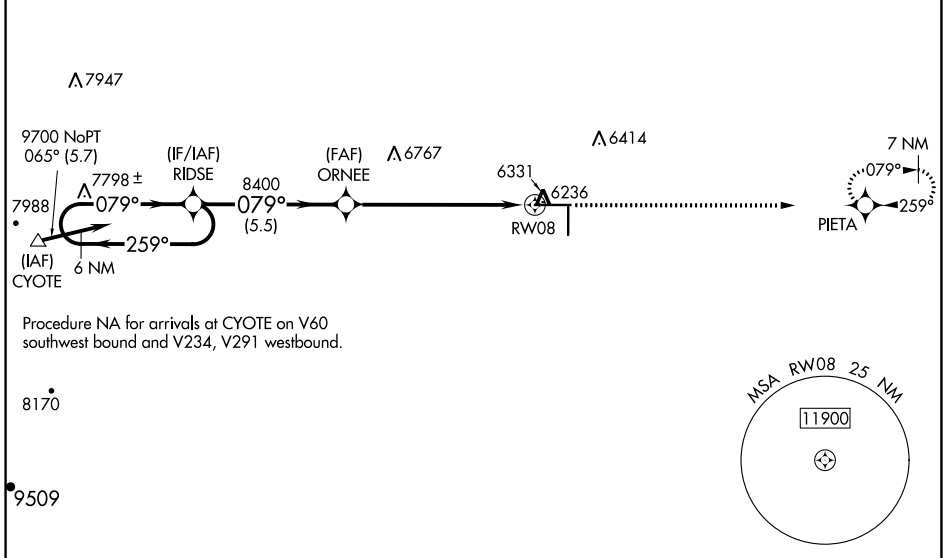 7947
9700 NoPT
065° (5.7)
(IF/IAF)
RIDSE
(FAF)
ORNEE
6767
6414
7 NM
079°
259°
PIETA
7798 ±
079°
8400
079°
(5.5)
6331
6236
RW08
7988
259°
(IAF)
CYOTE
6 NM
Procedure NA for arrivals at CYOTE on V60
southwest bound and V234, V291 westbound.
8170
9509
MSA RW08 25 NM
11900